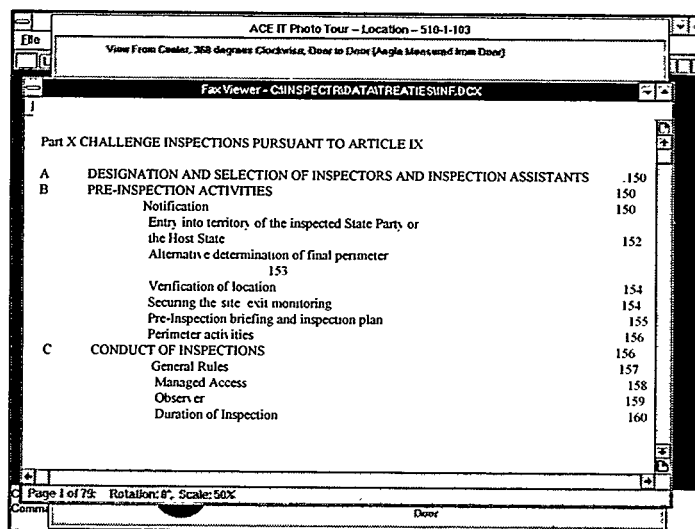 ACE IT Photo Tour – Location – 510-1-103
File
View From Center, 368 degrees Clockwise, Door to Door [Angle Measured from Door]
Fax Viewer - C:\INSPECTR\DATA\TREATIES\INF.DCX
Part X CHALLENGE INSPECTIONS PURSUANT TO ARTICLE IX
A DESIGNATION AND SELECTION OF INSPECTORS AND INSPECTION ASSISTANTS .150
B PRE-INSPECTION ACTIVITIES 150
Notification 150
Entry into territory of the inspected State Party or
the Host State 152
Alternative determination of final perimeter
153
Verification of location 154
Securing the site exit monitoring 154
Pre-Inspection briefing and inspection plan 155
Perimeter activities 156
C CONDUCT OF INSPECTIONS 156
General Rules 157
Managed Access 158
Observer 159
Duration of Inspection 160
Page 1 of 79: Rotation: 0°, Scale: 50%
Comm
Door